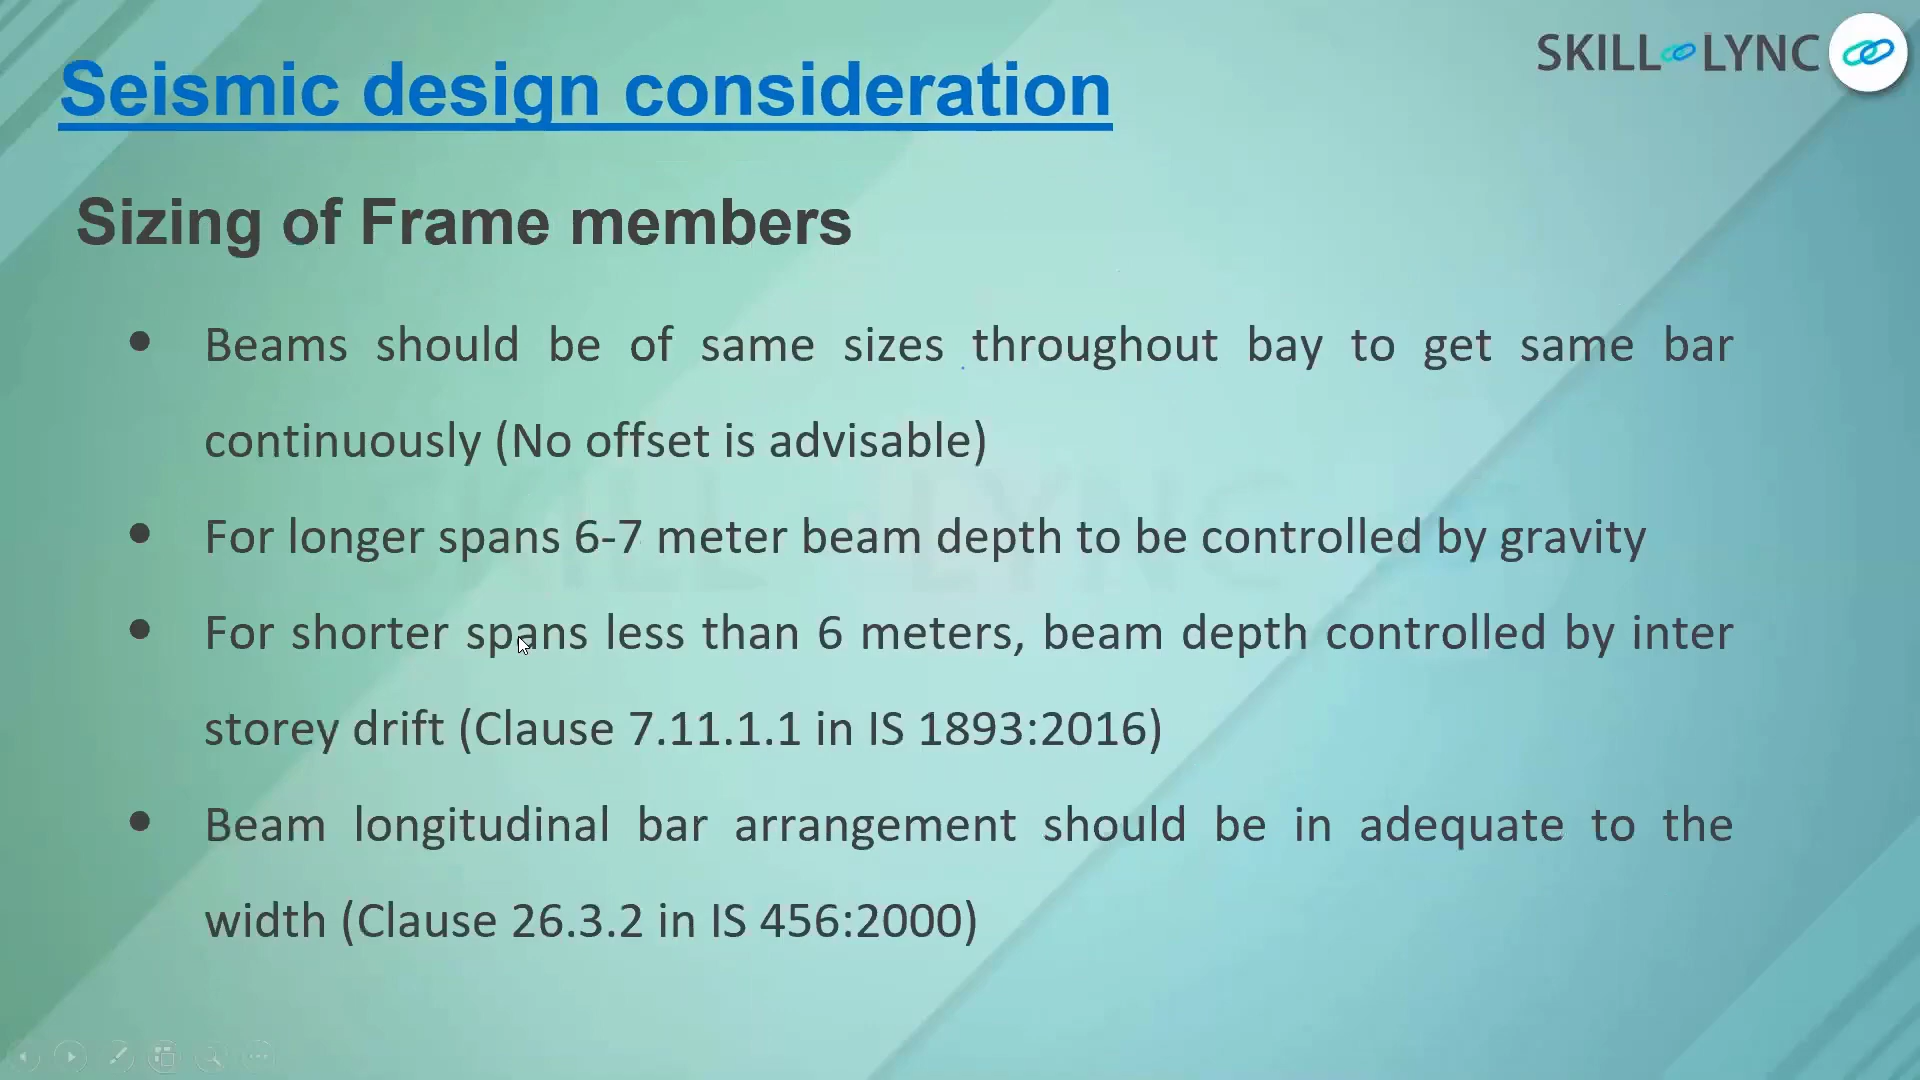 SKILL LYNC
Seismic design consideration
Sizing of Frame members
• Beams should be of same sizes throughout bay to get same bar
continuously (No offset is advisable)
• For longer spans 6-7 meter beam depth to be controlled by gravity
• For shorter spans less than 6 meters, beam depth controlled by inter
storey drift (Clause 7.11.1.1 in IS 1893:2016)
• Beam longitudinal bar arrangement should be in adequate to the
width (Clause 26.3.2 in IS 456:2000)
SKILL LYNC